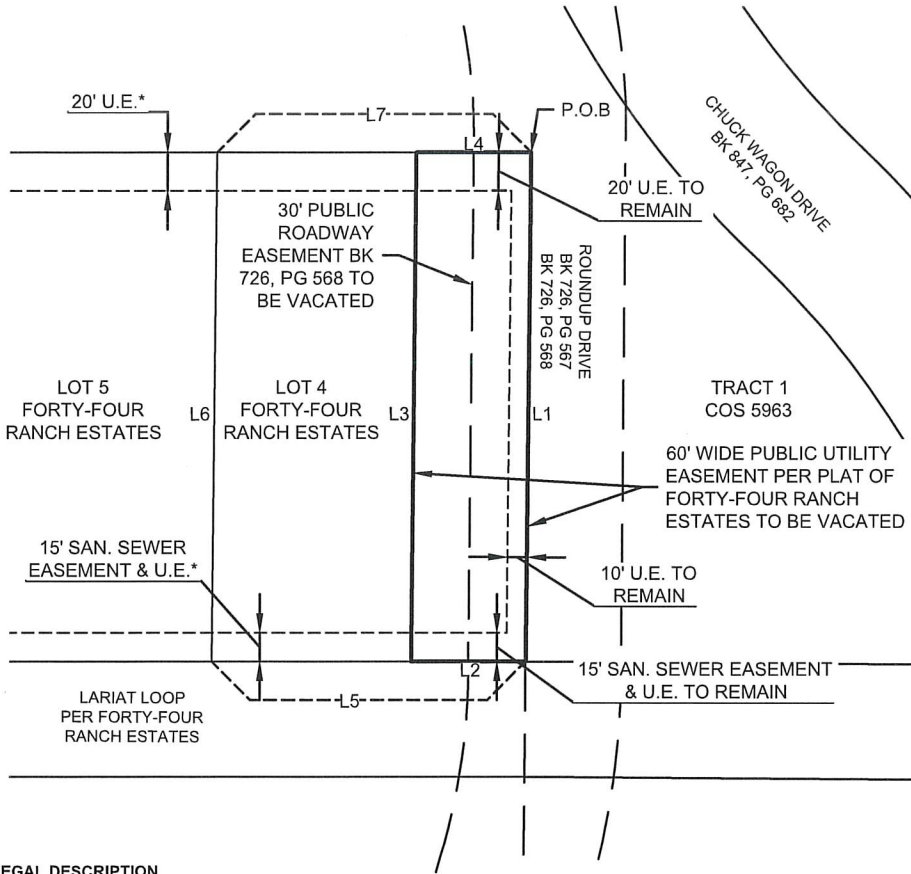 20' U.E.*
L7
P.O.B
L4
CHUCK WAGON DRIVE
BK 847, PG 682
20' U.E. TO
REMAIN
30' PUBLIC
ROADWAY
EASEMENT BK
726, PG 568 TO
BE VACATED
ROUNDUP DRIVE
BK 726, PG 567
BK 726, PG 568
LOT 5
FORTY-FOUR
RANCH ESTATES
L6
LOT 4
FORTY-FOUR
RANCH ESTATES
L3
L1
TRACT 1
COS 5963
60' WIDE PUBLIC UTILITY
EASEMENT PER PLAT OF
FORTY-FOUR RANCH
ESTATES TO BE VACATED
15' SAN. SEWER
EASEMENT & U.E.*
10' U.E. TO
REMAIN
L2
15' SAN. SEWER EASEMENT
& U.E. TO REMAIN
L5
LARIAT LOOP
PER FORTY-FOUR
RANCH ESTATES
EGAL DESCRIPTION